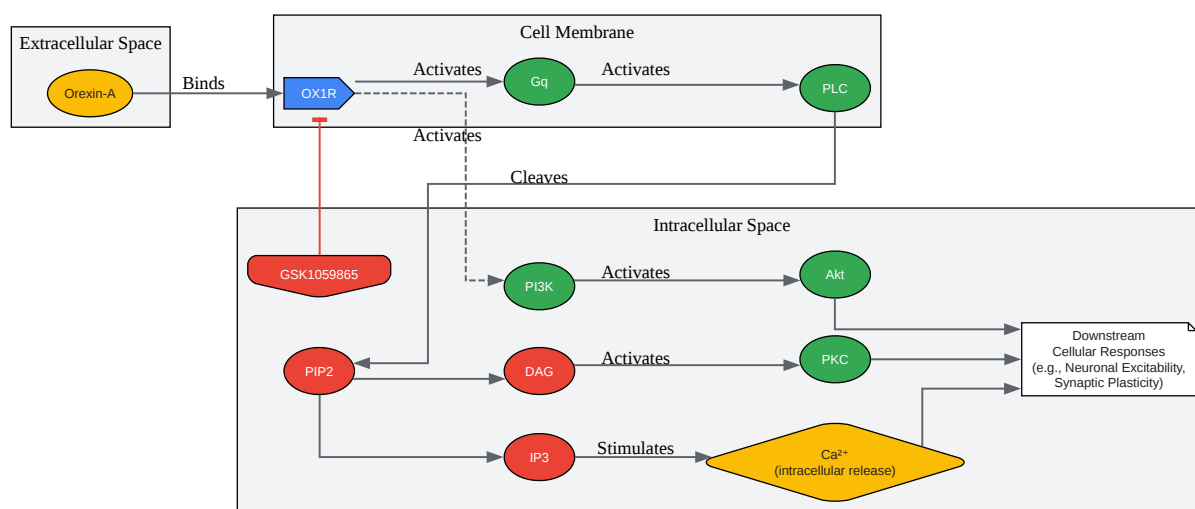 Extracellular Space
Cell Membrane
Orexin-A
Binds
OX1R
Activates
Gq
Activates
PLC
Activates
Cleaves
Intracellular Space
GSK1059865
PI3K
Activates
Akt
Downstream
Cellular Responses
(e.g., Neuronal Excitability,
Synaptic Plasticity)
PIP2
DAG
Activates
PKC
IP3
Stimulates
Ca²⁺
(intracellular release)